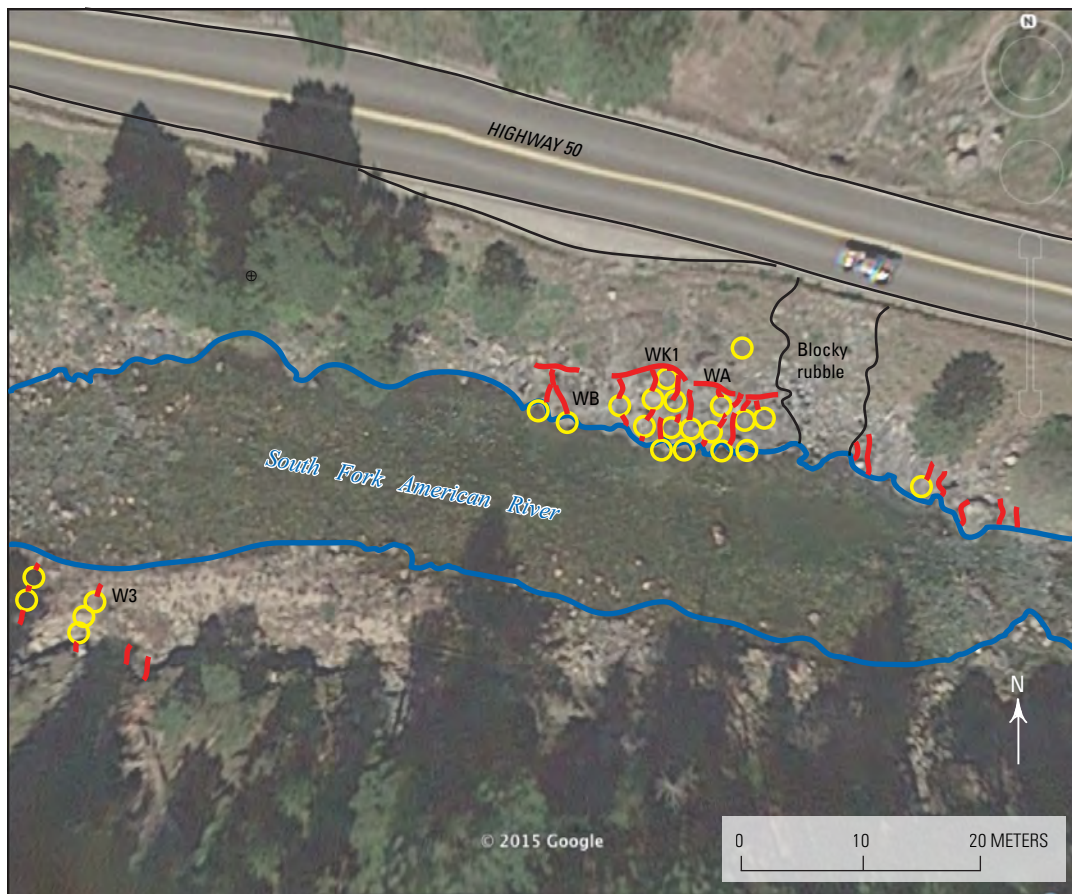 N
HIGHWAY 50
Blocky
rubble
WK1
WA
WB
South Fork American River
W3
N
© 2015 Google
0 10 20 METERS